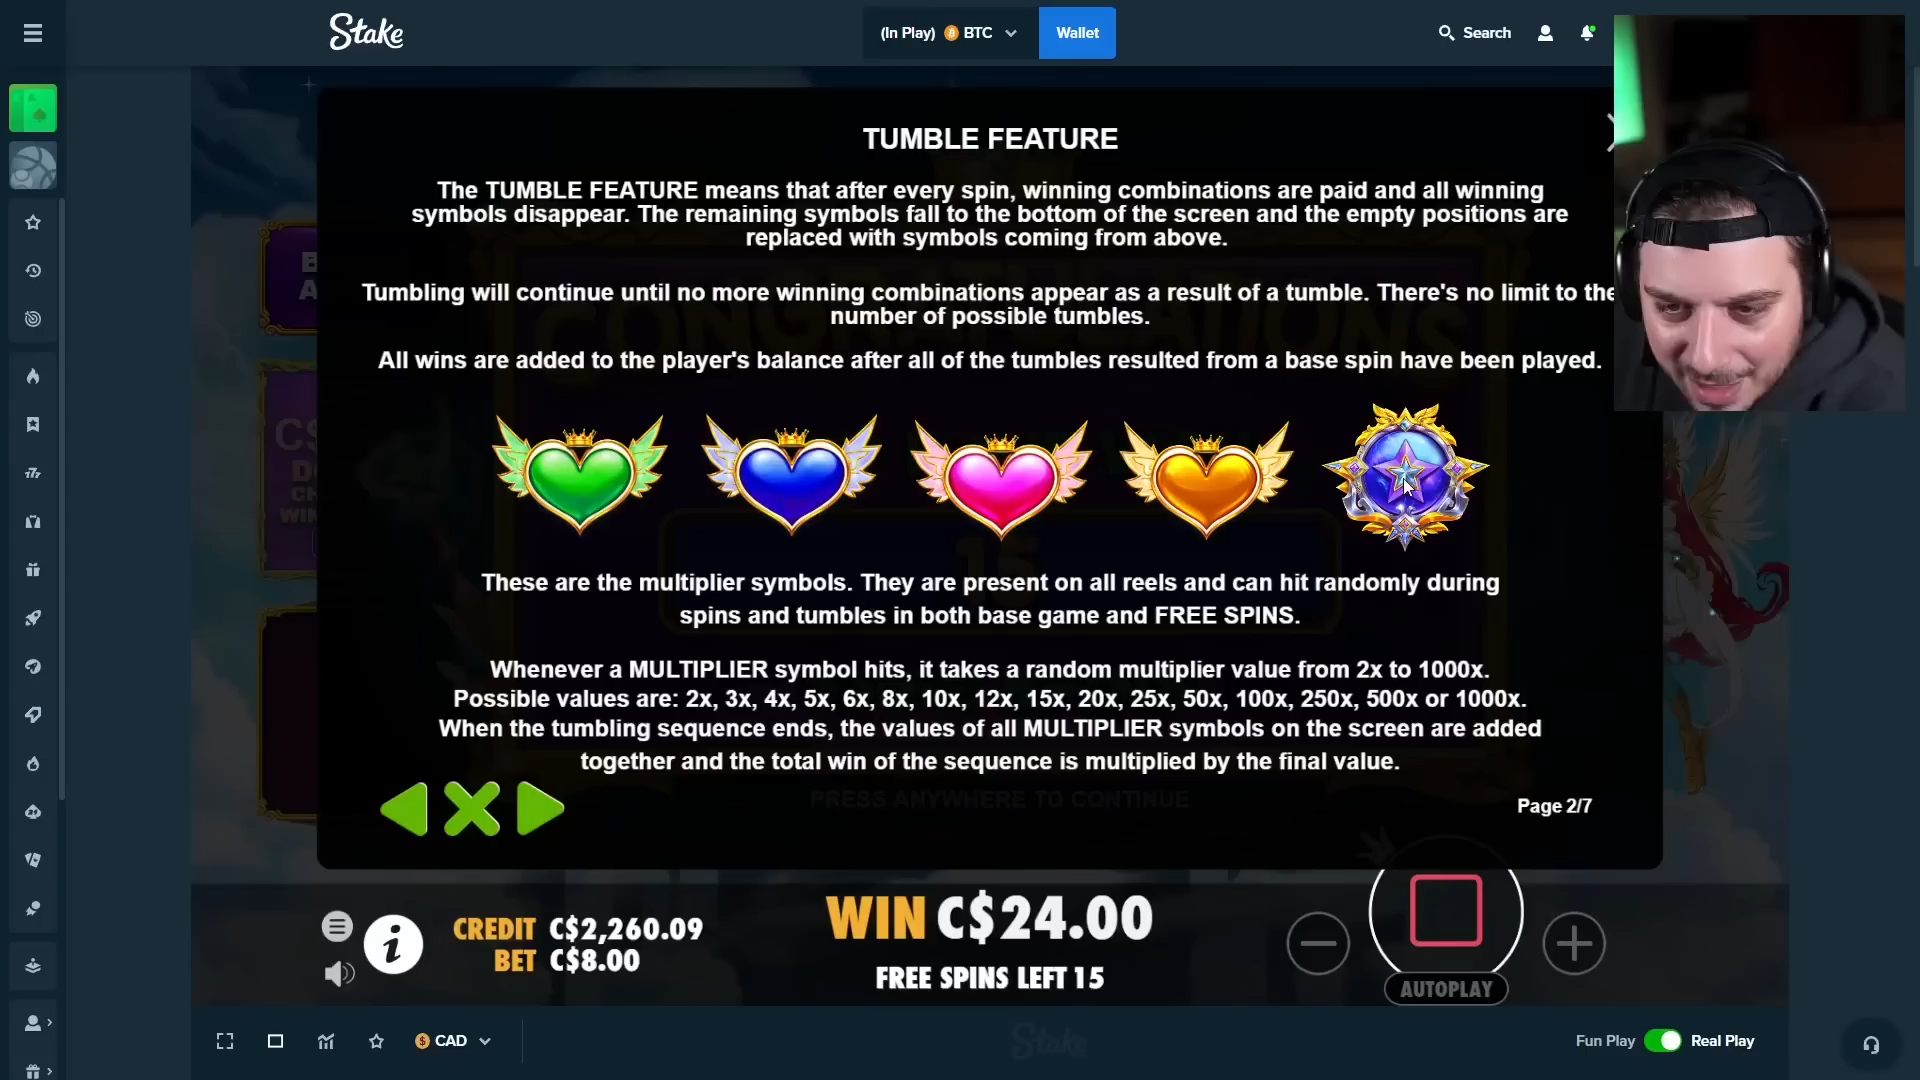 Stake
(In Play) BTC
Wallet
Search
TUMBLE FEATURE
The TUMBLE FEATURE means that after every spin, winning combinations are paid and all winning
symbols disappear. The remaining symbols fall to the bottom of the screen and the empty positions are
replaced with symbols coming from above.
Tumbling will continue until no more winning combinations appear as a result of a tumble. There's no limit to the
number of possible tumbles.
All wins are added to the player's balance after all of the tumbles resulted from a base spin have been played.
CONGRATULATIONS
15
These are the multiplier symbols. They are present on all reels and can hit randomly during
spins and tumbles in both base game and FREE SPINS.
Whenever a MULTIPLIER symbol hits, it takes a random multiplier value from 2x to 1000x.
Possible values are: 2x, 3x, 4x, 5x, 6x, 8x, 10x, 12x, 15x, 20x, 25x, 50x, 100x, 250x, 500x or 1000x.
When the tumbling sequence ends, the values of all MULTIPLIER symbols on the screen are added
together and the total win of the sequence is multiplied by the final value.
PRESS ANYWHERE TO CONTINUE
Page 2/7
CREDIT C$2,260.09
BET C$8.00
WIN C$24.00
FREE SPINS LEFT 15
AUTOPLAY
CAD
Stake
Fun Play
Real Play